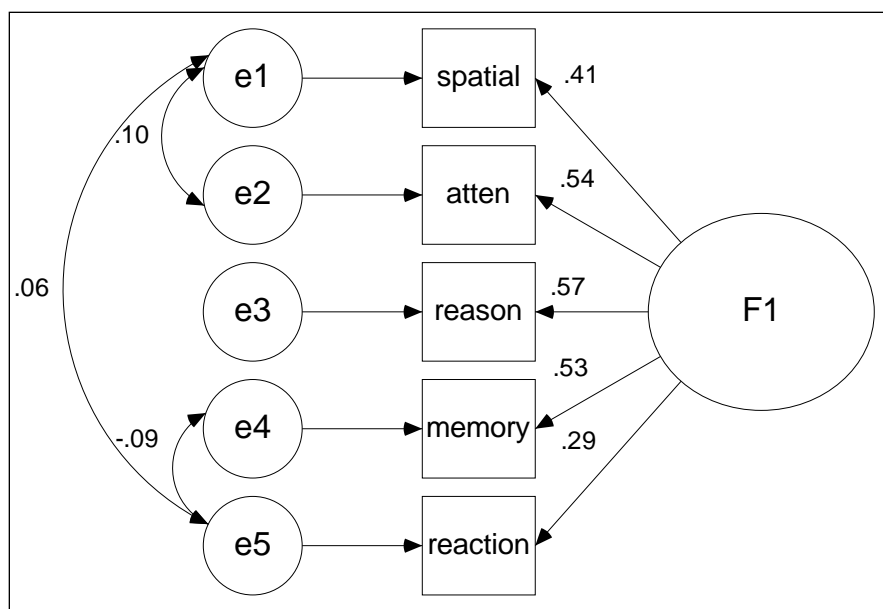 e1
spatial
.41
.10
.54
e2
atten
.06
e3
reason
.57
F1
.53
-.09
e4
memory
.29
e5
reaction